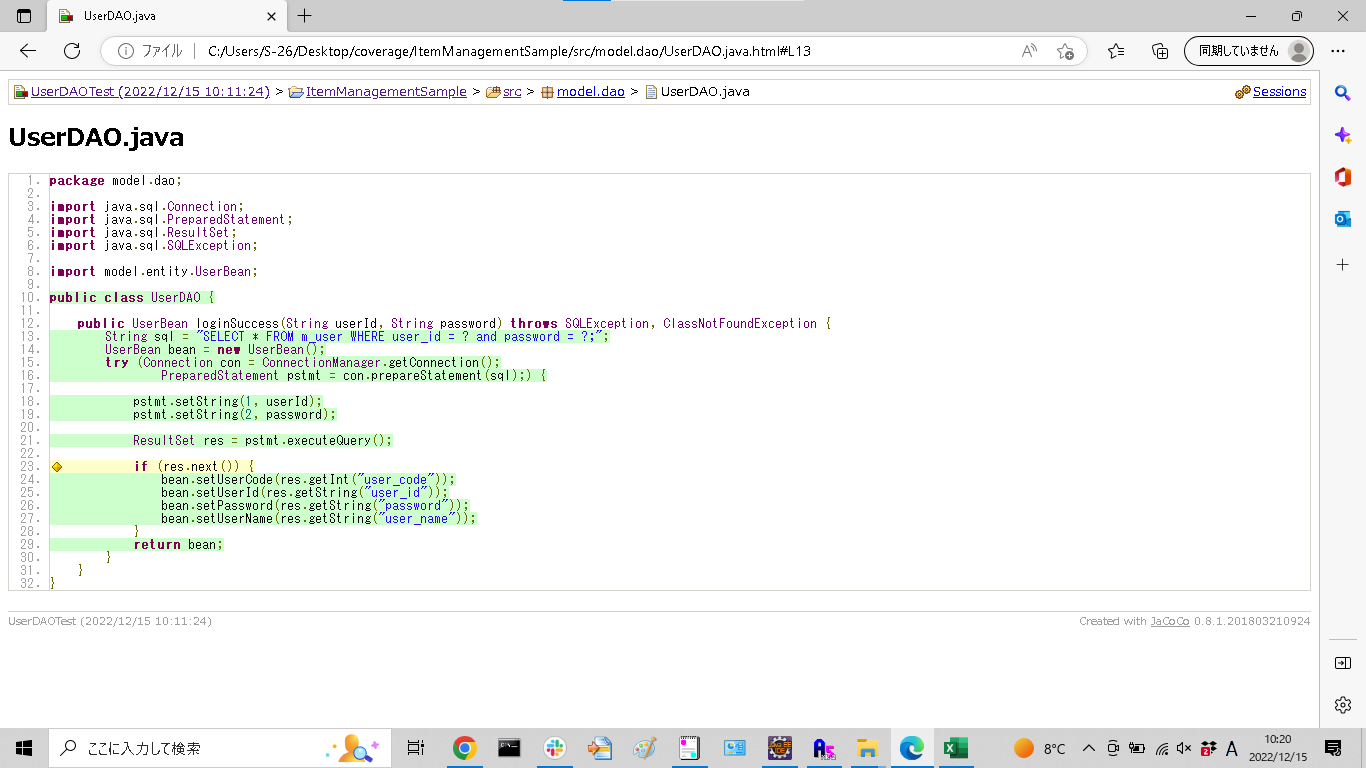 UserDAO.java
ファイル
C:/Users/S-26/Desktop/coverage/ItemManagementSample/src/model.dao/UserDAO.java.html#L13
同期していません
UserDAOTest (2022/12/15 10:11:24) > ItemManagementSample > src > model.dao > UserDAO.java
Sessions
UserDAO.java
1. package model.dao;
2.
3. import java.sql.Connection;
4. import java.sql.PreparedStatement;
5. import java.sql.ResultSet;
6. import java.sql.SQLException;
7.
8. import model.entity.UserBean;
9.
10. public class UserDAO {
11.
12. public UserBean loginSuccess(String userId, String password) throws SQLException, ClassNotFoundException {
13. String sql = "SELECT * FROM m_user WHERE user_id = ? and password = ?;";
14. UserBean bean = new UserBean();
15. try (Connection con = ConnectionManager.getConnection();
16. PreparedStatement pstmt = con.prepareStatement(sql);) {
17.
18. pstmt.setString(1, userId);
19. pstmt.setString(2, password);
20.
21. ResultSet res = pstmt.executeQuery();
22.
23. if (res.next()) {
24. bean.setUserCode(res.getInt("user_code"));
25. bean.setUserId(res.getString("user_id"));
26. bean.setPassword(res.getString("password"));
27. bean.setUserName(res.getString("user_name"));
28. }
29. return bean;
30. }
31. }
32. }
UserDAOTest (2022/12/15 10:11:24)
Created with JaCoCo 0.8.1.201803210924
ここに入力して検索
8°C
A
10:20
2022/12/15